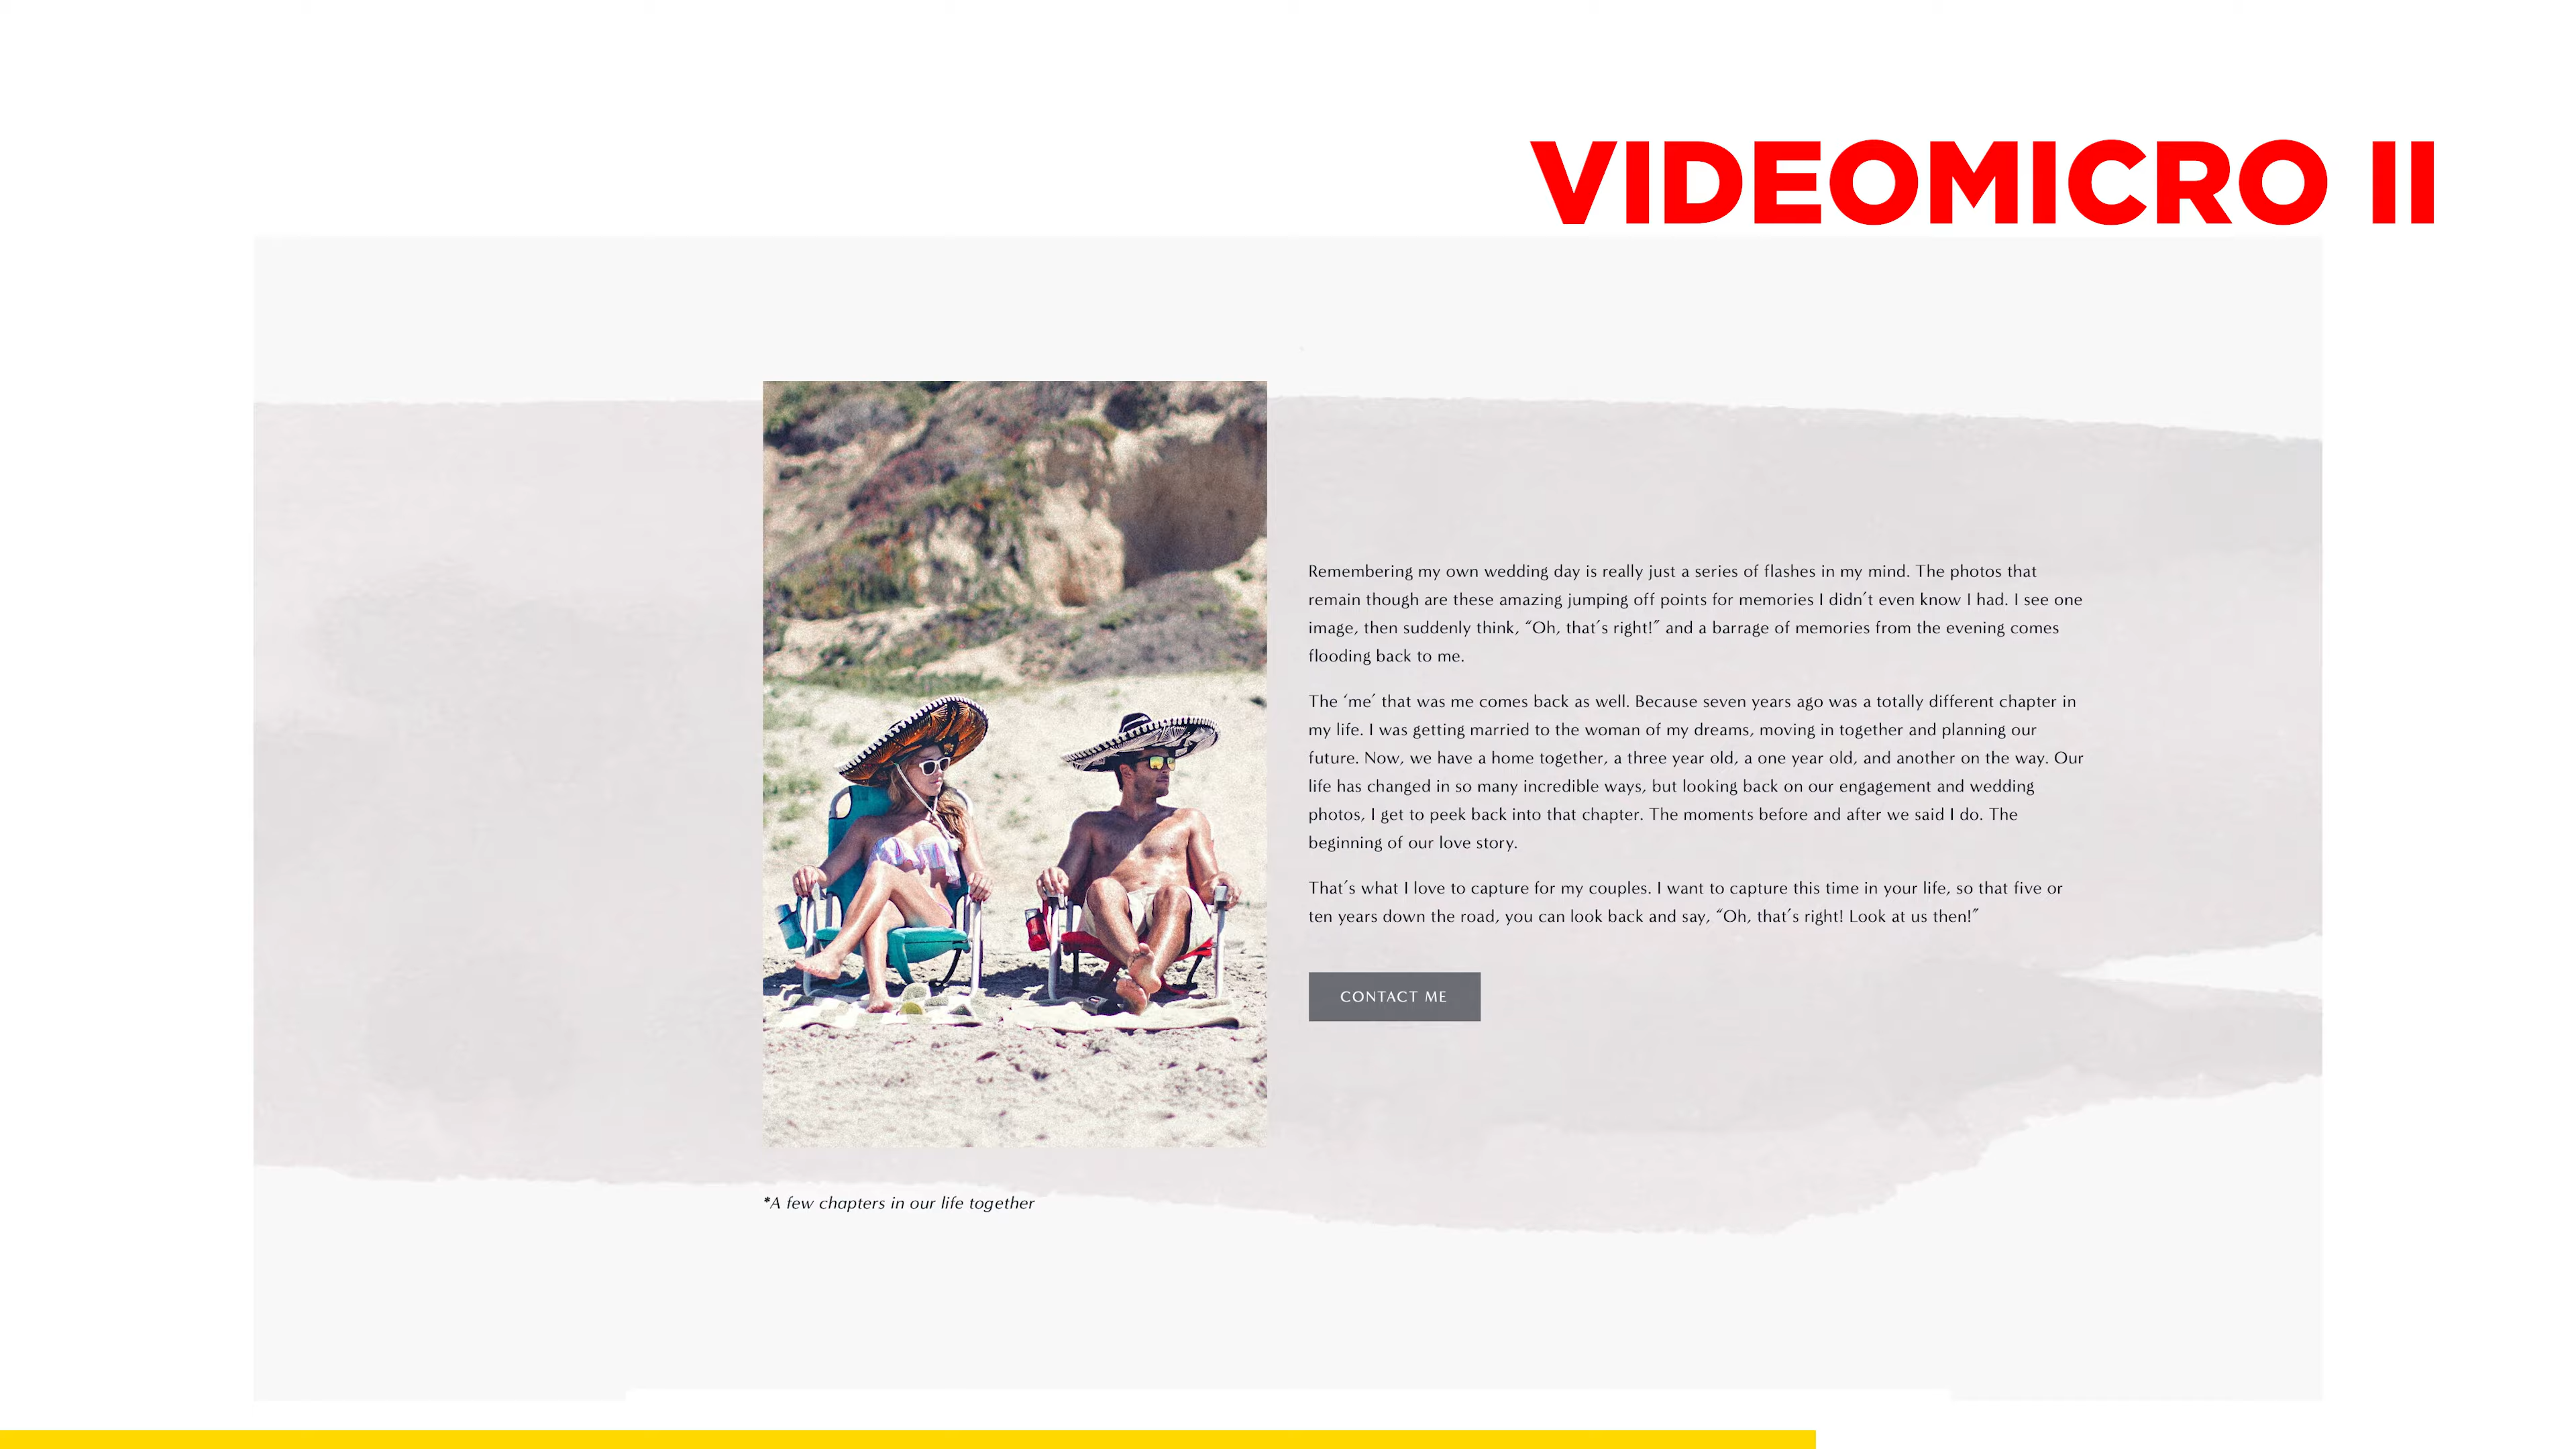 VIDEOMICRO II
Remembering my own wedding day is really just a series of flashes in my mind. The photos that
remain though are these amazing jumping off points for memories I didn´t even know I had. I see one
image, then suddenly think, “Oh, that´s right!” and a barrage of memories from the evening comes
flooding back to me.
The ‘me’ that was me comes back as well. Because seven years ago was a totally different chapter in
my life. I was getting married to the woman of my dreams, moving in together and planning our
future. Now, we have a home together, a three year old, a one year old, and another on the way. Our
life has changed in so many incredible ways, but looking back on our engagement and wedding
photos, I get to peek back into that chapter. The moments before and after we said I do. The
beginning of our love story.
That´s what I love to capture for my couples. I want to capture this time in your life, so that five or
ten years down the road, you can look back and say, “Oh, that´s right! Look at us then!”
CONTACT ME
*A few chapters in our life together